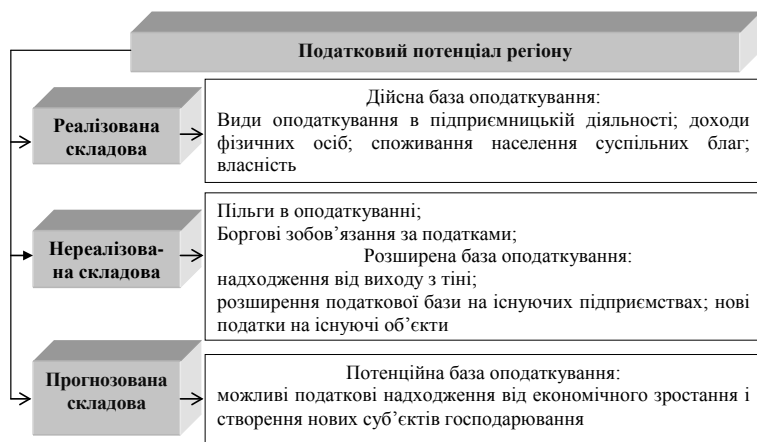 Податковий потенціал регіону
Реалізована
складова
Дійсна база оподаткування:
Види оподаткування в підприємницькій діяльності; доходи
фізичних осіб; споживання населення суспільних благ;
власність
Нереалізова-
на складова
Пільги в оподаткуванні;
Боргові зобов’язання за податками;
Розширена база оподаткування:
надходження від виходу з тіні;
розширення податкової бази на існуючих підприємствах; нові
податки на існуючі об’єкти
Прогнозована
складова
Потенційна база оподаткування:
можливі податкові надходження від економічного зростання і
створення нових суб’єктів господарювання